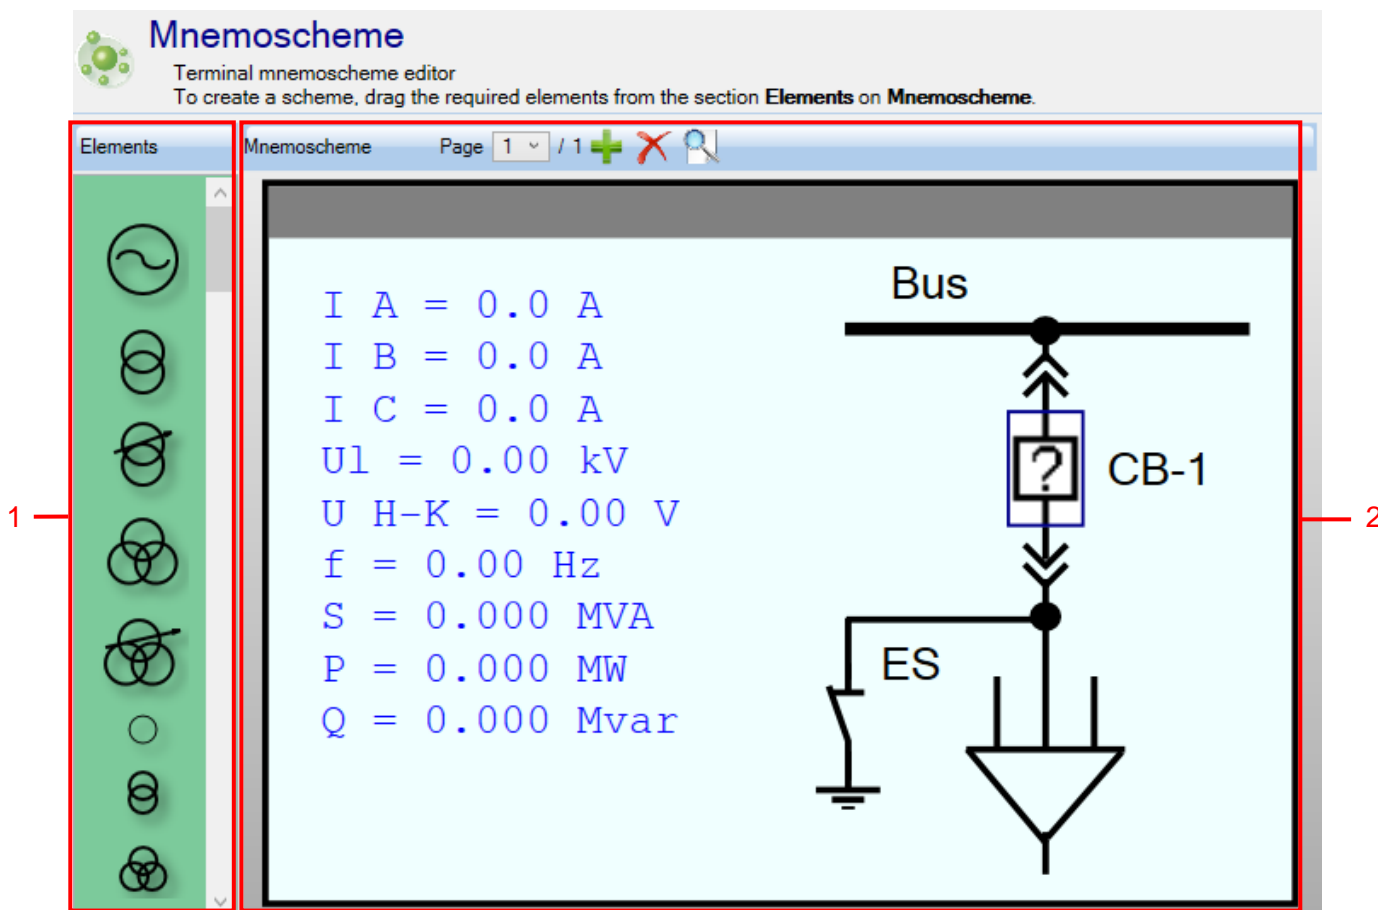 Mnemoscheme
Terminal mnemoscheme editor
To create a scheme, drag the required elements from the section Elements on Mnemoscheme.
Elements
Mnemoscheme Page 1 / 1
I A = 0.0 A
I B = 0.0 A
I C = 0.0 A
Ul = 0.00 kV
U H-K = 0.00 V
f = 0.00 Hz
S = 0.000 MVA
P = 0.000 MW
Q = 0.000 Mvar
Bus
?
CB-1
ES
1
2